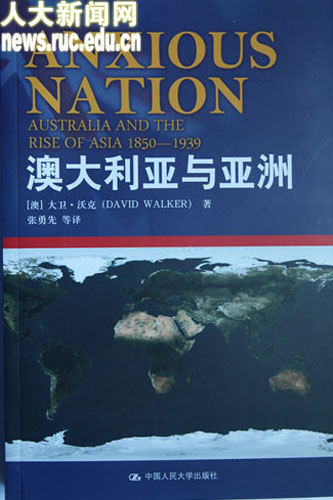 人大新闻网
news.ruc.edu.cn
ANXIOUS
NATION
AUSTRALIA AND THE
RISE OF ASIA 1850—1939
澳大利亚与亚洲
[澳] 大卫·沃克 (DAVID WALKER) 著
张勇先 等译
中国人民大学出版社